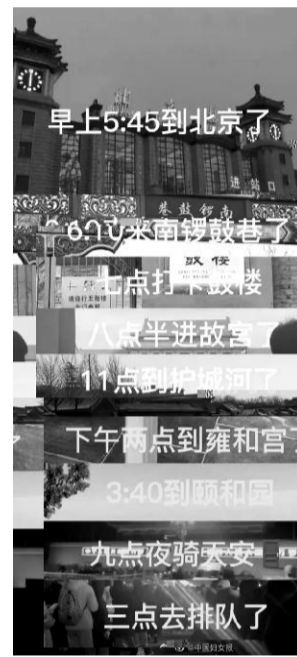 早上5:45到北京了
进站口
南锣鼓巷
来南锣鼓巷了
鼓楼
七点打卡鼓楼
八点半进故宫了
11点到护城河了
下午两点到雍和宫了
3:40到颐和园
九点夜骑天安
三点去排队了
@中国妇女报